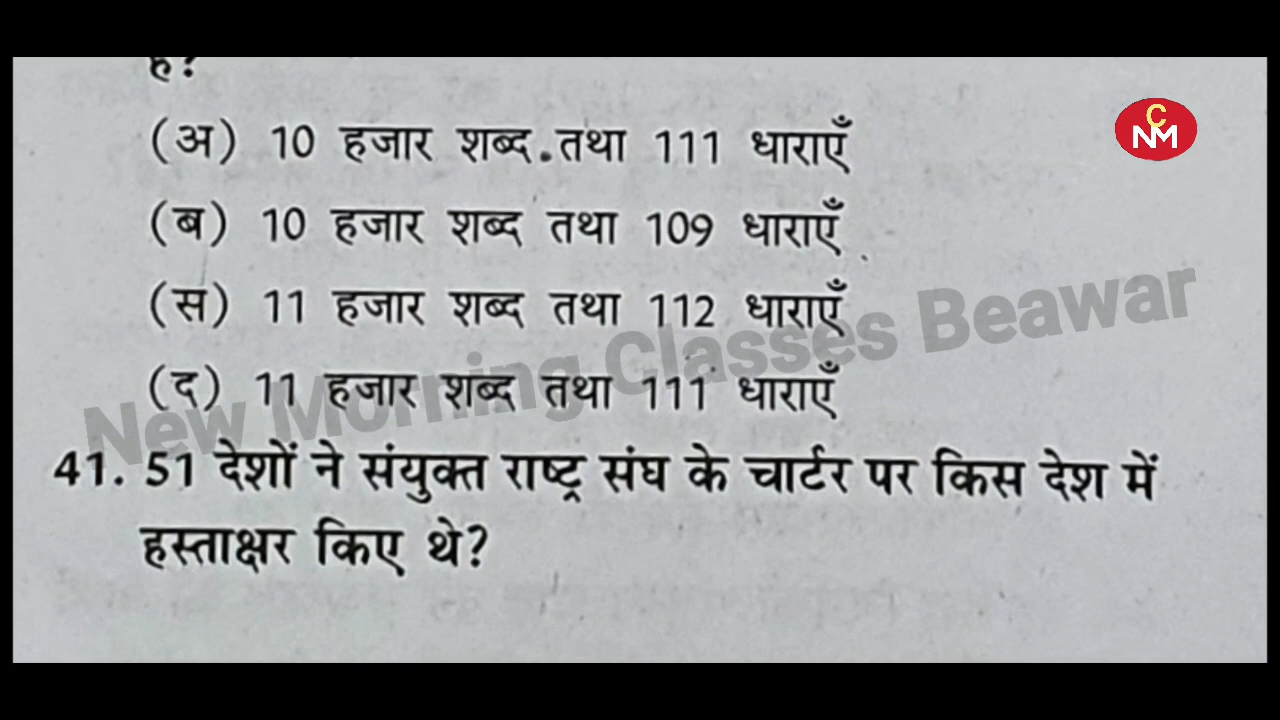 है?
C
NM
(अ) 10 हजार शब्द.तथा 111 धाराएँ
(ब) 10 हजार शब्द तथा 109 धाराएँ
(स) 11 हजार शब्द तथा 112 धाराएँ
(द) 11 हजार शब्द तथा 111 धाराएँ
New Morning Classes Beawar
41. 51 देशों ने संयुक्त राष्ट्र संघ के चार्टर पर किस देश में
हस्ताक्षर किए थे?